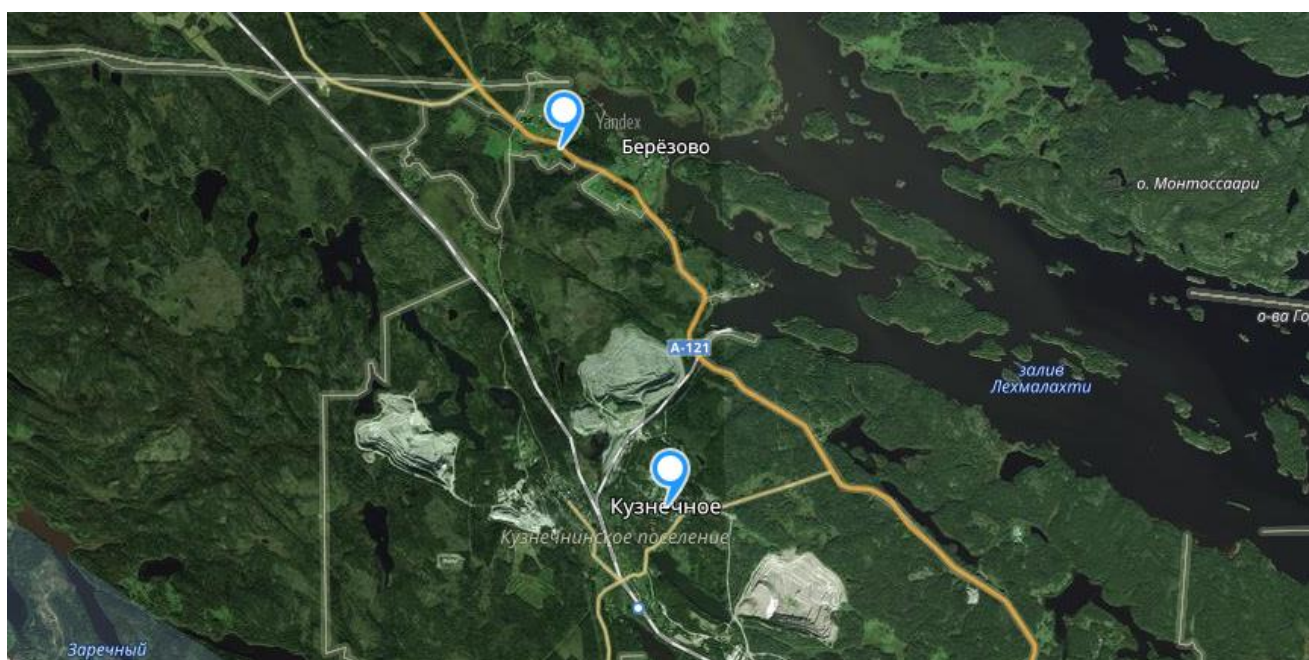 Yandex
Берёзово
о. Монтоссаари
о-ва Го
А-121
залив
Лехмалахти
Кузнечное
Кузнечнинское поселение
Заречный